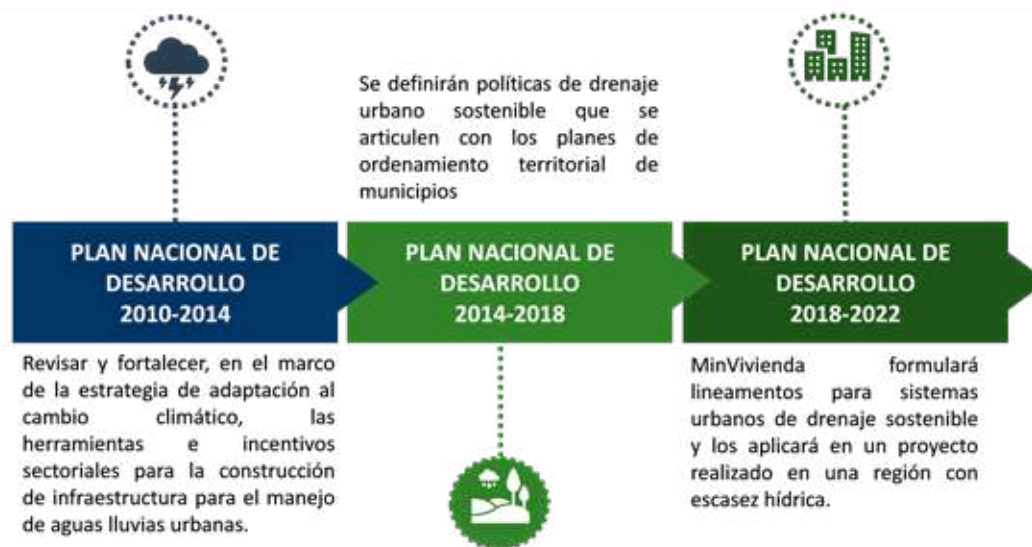 Se definirán políticas de drenaje
urbano sostenible que se
articulen con los planes de
ordenamiento territorial de
municipios
PLAN NACIONAL DE
DESARROLLO
2010-2014
PLAN NACIONAL DE
DESARROLLO
2014-2018
PLAN NACIONAL DE
DESARROLLO
2018-2022
Revisar y fortalecer, en el marco
de la estrategia de adaptación al
cambio climático, las
herramientas e incentivos
sectoriales para la construcción
de infraestructura para el manejo
de aguas lluvias urbanas.
MinVivienda formulará
lineamentos para sistemas
urbanos de drenaje sostenible
y los aplicará en un proyecto
realizado en una región con
escasez hídrica.